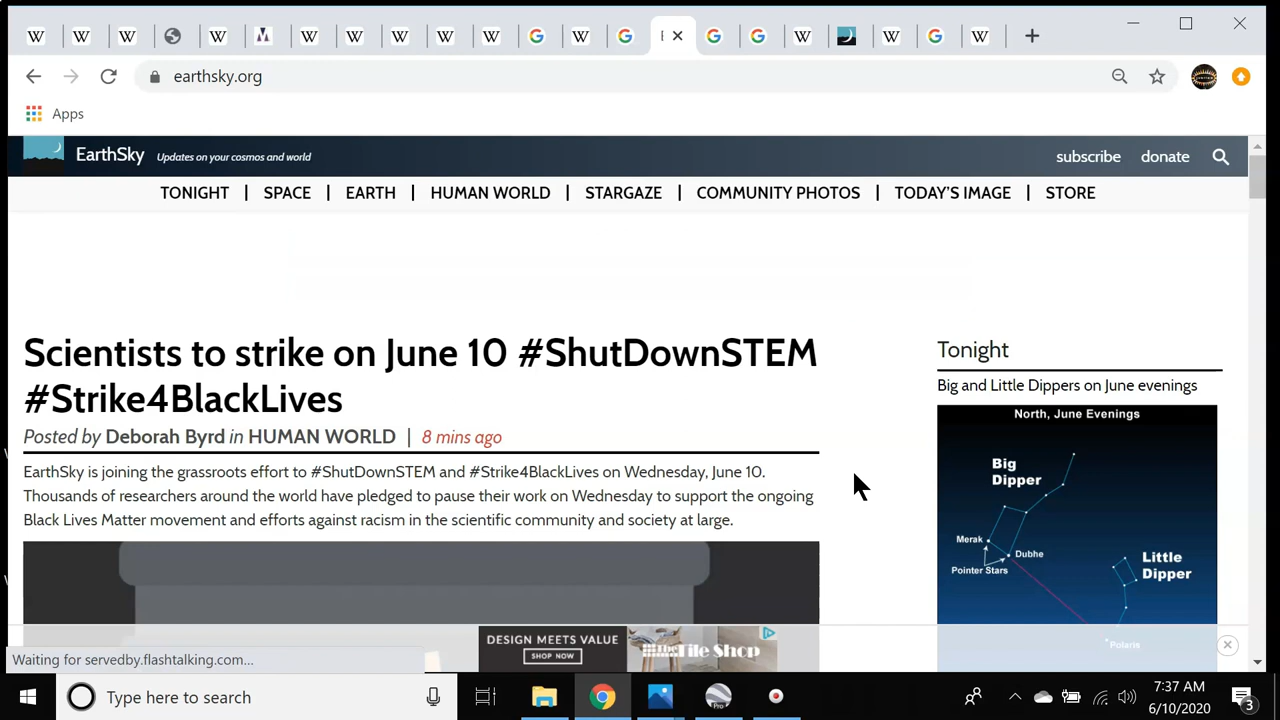 earthsky.org
Apps
EarthSky Updates on your cosmos and world
subscribe donate
TONIGHT | SPACE | EARTH | HUMAN WORLD | STARGAZE | COMMUNITY PHOTOS | TODAY'S IMAGE | STORE
Scientists to strike on June 10 #ShutDownSTEM
#Strike4BlackLives
Posted by Deborah Byrd in HUMAN WORLD | 8 mins ago
EarthSky is joining the grassroots effort to #ShutDownSTEM and #Strike4BlackLives on Wednesday, June 10.
Thousands of researchers around the world have pledged to pause their work on Wednesday to support the ongoing
Black Lives Matter movement and efforts against racism in the scientific community and society at large.
Tonight
Big and Little Dippers on June evenings
North, June Evenings
Big
Dipper
Merak
Dubhe
Pointer Stars
Little
Dipper
Polaris
DESIGN MEETS VALUE
SHOP NOW
The Tile Shop
Waiting for servedby.flashtalking.com...
Type here to search
Pro
7:37 AM
6/10/2020
3